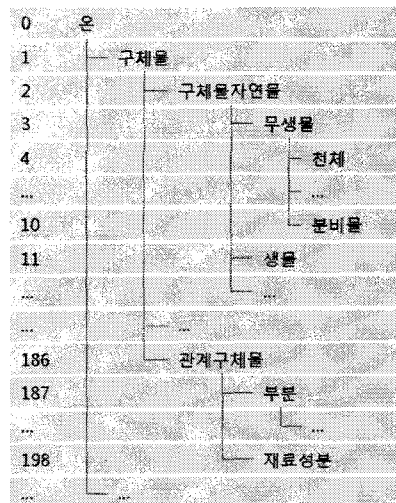 0 온
1 구체물
2 구체물자연물
3 무생물
4 천체
... ...
10 분비물
11 생물
... ...
... ...
186 관계구체물
187 부분
... ...
198 재료성분
... ...